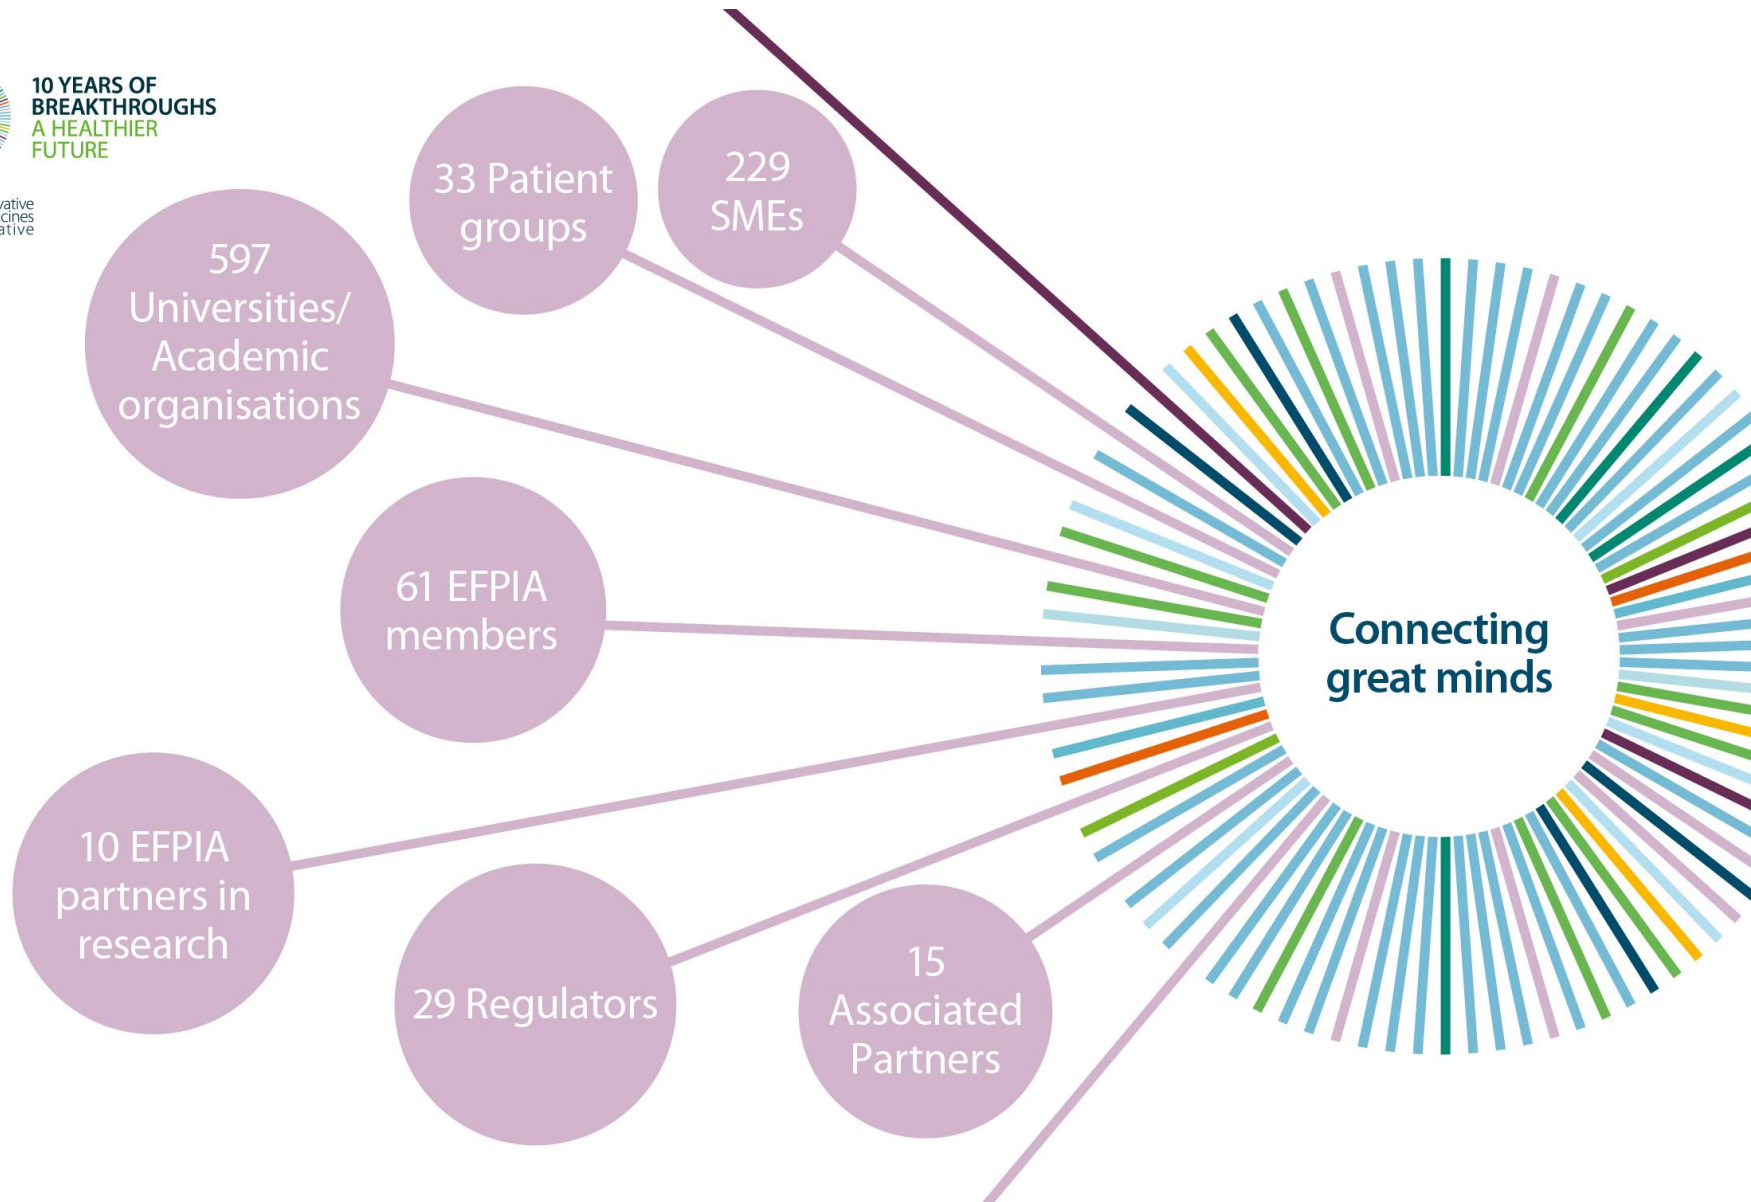 10 YEARS OF
BREAKTHROUGHS
A HEALTHIER
FUTURE
33 Patient
groups
229
SMEs
597
Universities/
Academic
organisations
61 EFPIA
members
Connecting
great minds
10 EFPIA
partners in
research
29 Regulators
15
Associated
Partners